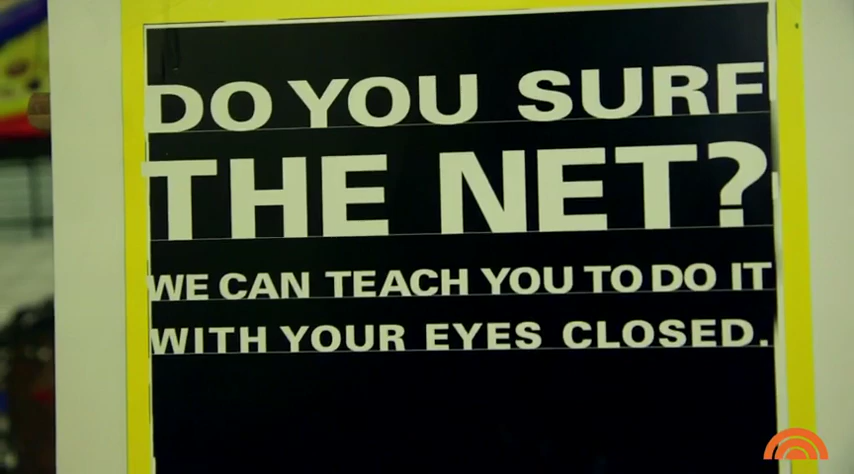 DO YOU SURF
THE NET?
WE CAN TEACH YOU TO DO IT
WITH YOUR EYES CLOSED.